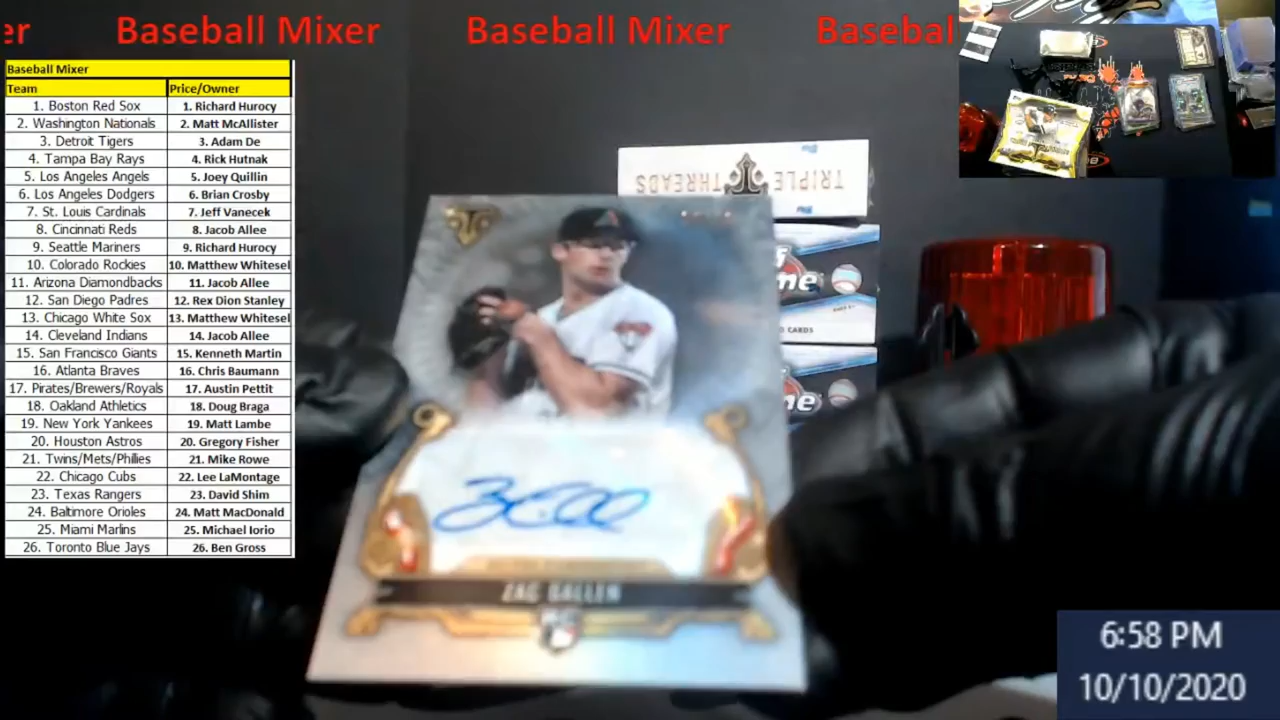 er Baseball Mixer Baseball Mixer Basebal
Baseball Mixer
Team Price/Owner
1. Boston Red Sox 1. Richard Hurocy
2. Washington Nationals 2. Matt McAllister
3. Detroit Tigers 3. Adam De
4. Tampa Bay Rays 4. Rick Hutnak
5. Los Angeles Angels 5. Joey Quillin
6. Los Angeles Dodgers 6. Brian Crosby
7. St. Louis Cardinals 7. Jeff Vanecek
8. Cincinnati Reds 8. Jacob Allee
9. Seattle Mariners 9. Richard Hurocy
10. Colorado Rockies 10. Matthew Whitesel
11. Arizona Diamondbacks 11. Jacob Allee
12. San Diego Padres 12. Rex Dion Stanley
13. Chicago White Sox 13. Matthew Whitesel
14. Cleveland Indians 14. Jacob Allee
15. San Francisco Giants 15. Kenneth Martin
16. Atlanta Braves 16. Chris Baumann
17. Pirates/Brewers/Royals 17. Austin Pettit
18. Oakland Athletics 18. Doug Braga
19. New York Yankees 19. Matt Lambe
20. Houston Astros 20. Gregory Fisher
21. Twins/Mets/Phillies 21. Mike Rowe
22. Chicago Cubs 22. Lee LaMontage
23. Texas Rangers 23. David Shim
24. Baltimore Orioles 24. Matt MacDonald
25. Miami Marlins 25. Michael Iorio
26. Toronto Blue Jays 26. Ben Gross
TRIPLE THREADS
me
CARDS
me
ZAC GALLEN
RC
6:58 PM
10/10/2020